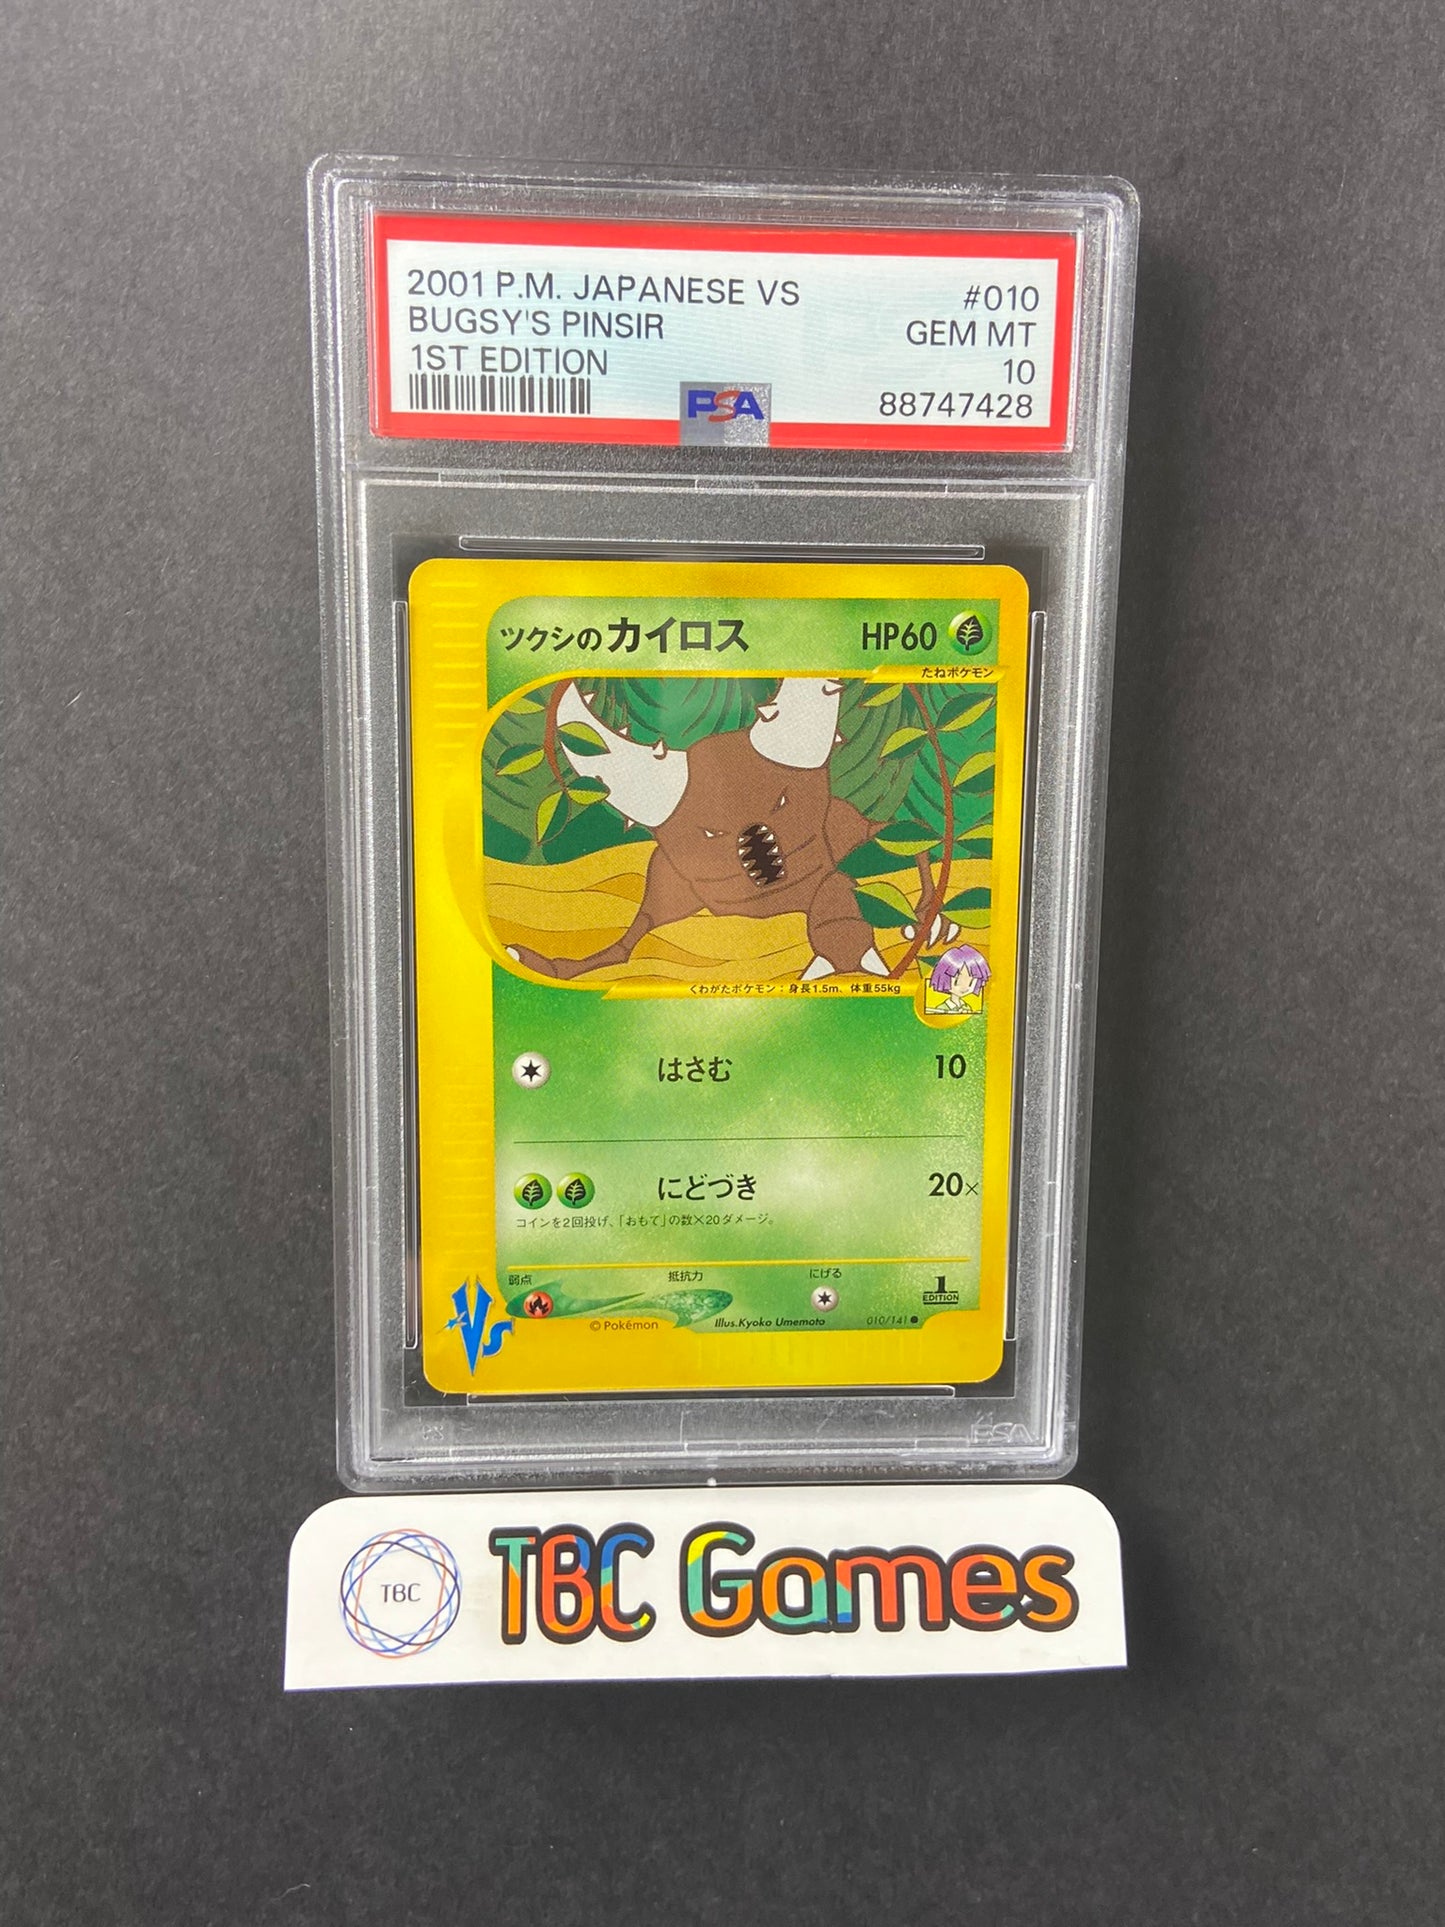 2001 P.M. JAPANESE VS #010
BUGSY'S PINSIR GEM MT
1ST EDITION 10
PSA 88747428
ツクシのカイロス HP60
たねポケモン
くわがたポケモン:身長1.5m、体重55kg
はさむ 10
にどづき 20×
コインを2回投げ、「おもて」の数×20ダメージ。
弱点 抵抗力 にげる
1 EDITION
VS
© Pokémon Illus.Kyoko Umemoto 010/141
PSA
TBC TBC Games